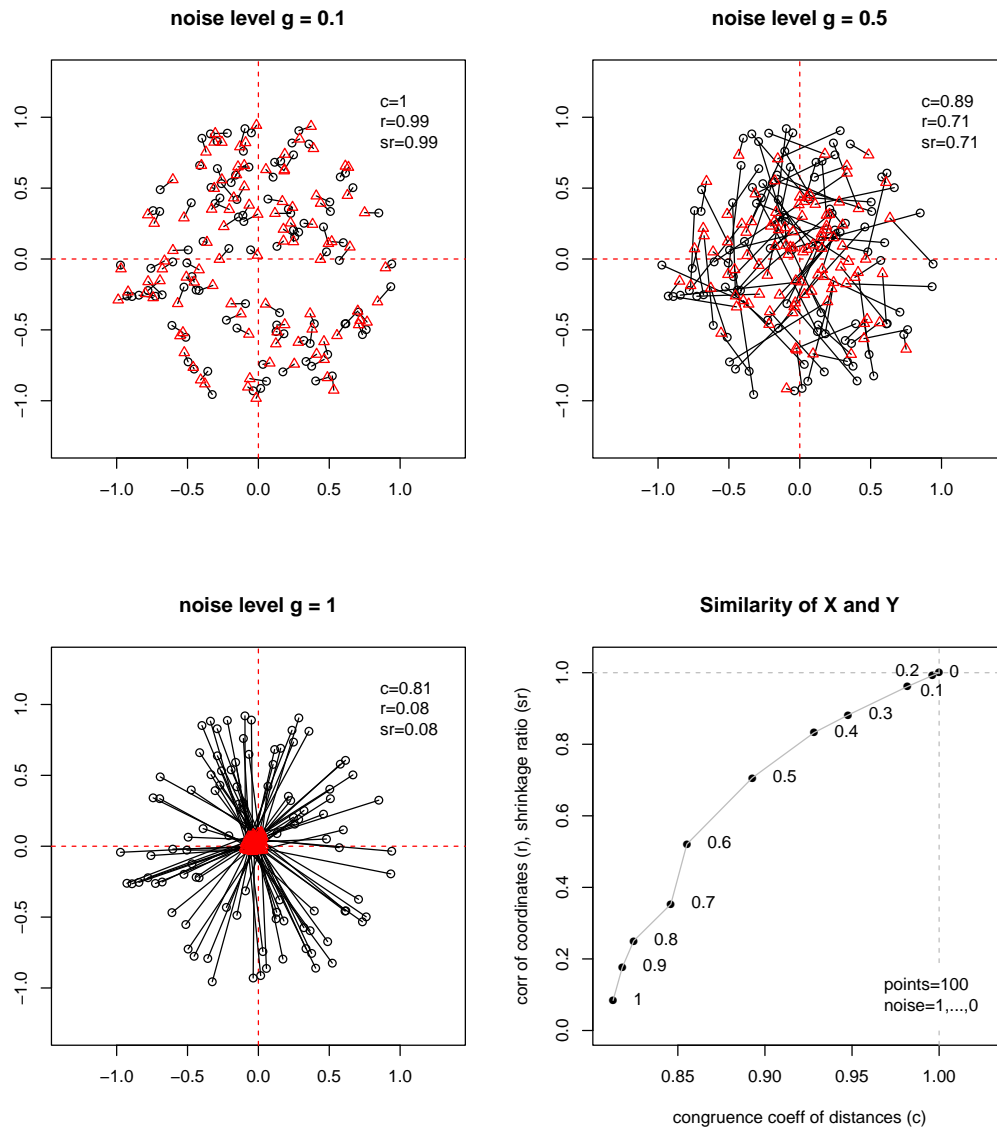 noise level g = 0.1
c=1
r=0.99
sr=0.99
1.0
0.5
0.0
−0.5
−1.0
−1.0 −0.5 0.0 0.5 1.0
noise level g = 0.5
c=0.89
r=0.71
sr=0.71
1.0
0.5
0.0
−0.5
−1.0
−1.0 −0.5 0.0 0.5 1.0
noise level g = 1
c=0.81
r=0.08
sr=0.08
1.0
0.5
0.0
−0.5
−1.0
−1.0 −0.5 0.0 0.5 1.0
Similarity of X and Y
corr of coordinates (r), shrinkage ratio (sr)
1.0
0.8
0.6
0.4
0.2
0.0
0.2 0
0.1
0.3
0.4
0.5
0.6
0.7
0.8
0.9
1
points=100
noise=1,...,0
0.85 0.90 0.95 1.00
congruence coeff of distances (c)